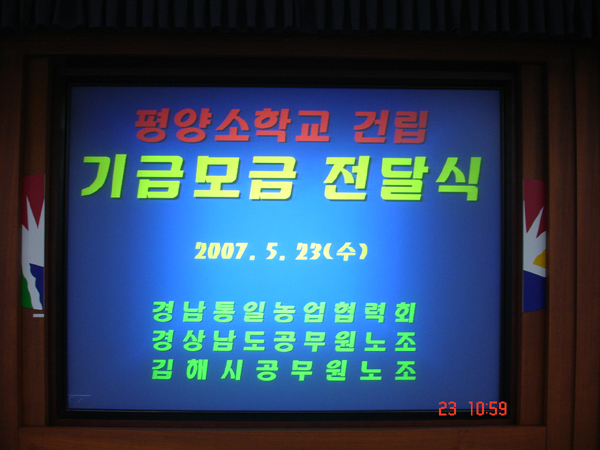 평양소학교 건립
기금모금 전달식
2007. 5. 23(수)
경남통일농업협력회
경상남도공무원노조
김해시공무원노조
23 10:59